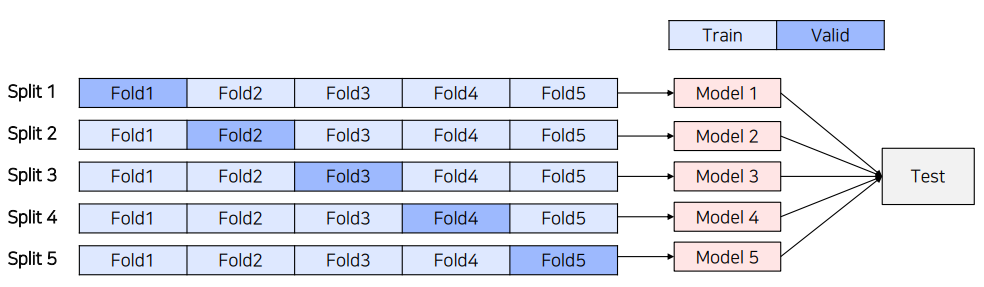 Train Valid
Split 1 Fold1 Fold2 Fold3 Fold4 Fold5 Model 1
Split 2 Fold1 Fold2 Fold3 Fold4 Fold5 Model 2
Split 3 Fold1 Fold2 Fold3 Fold4 Fold5 Model 3 Test
Split 4 Fold1 Fold2 Fold3 Fold4 Fold5 Model 4
Split 5 Fold1 Fold2 Fold3 Fold4 Fold5 Model 5